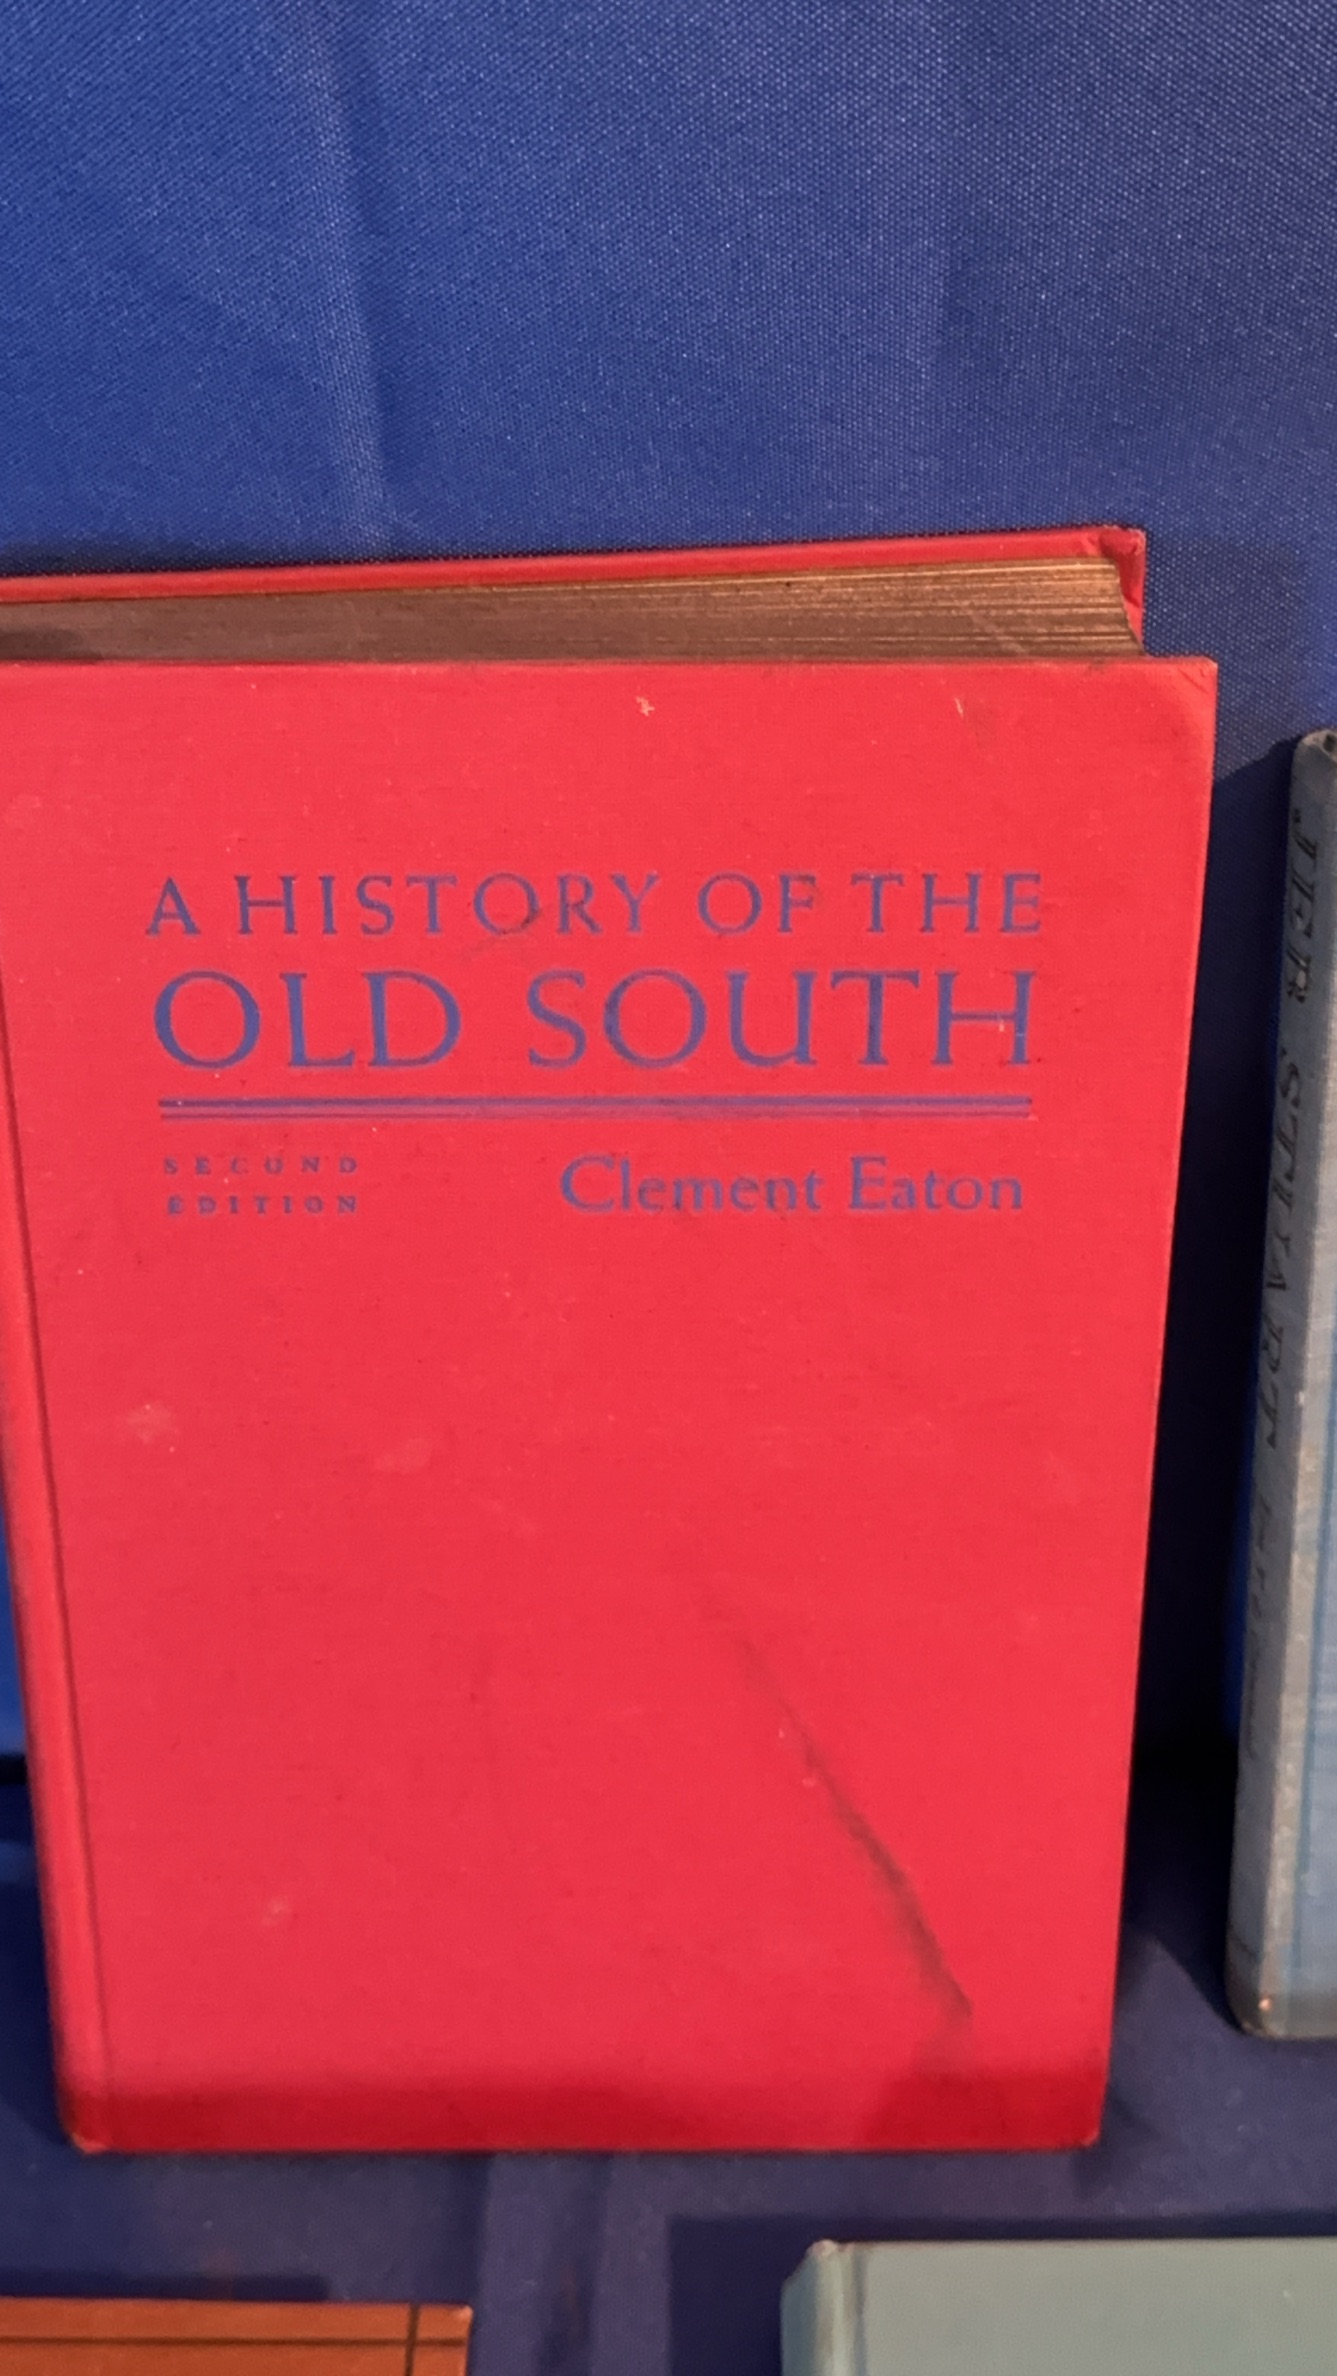 A HISTORY OF THE
OLD SOUTH
SECOND
EDITION
Clement Eaton